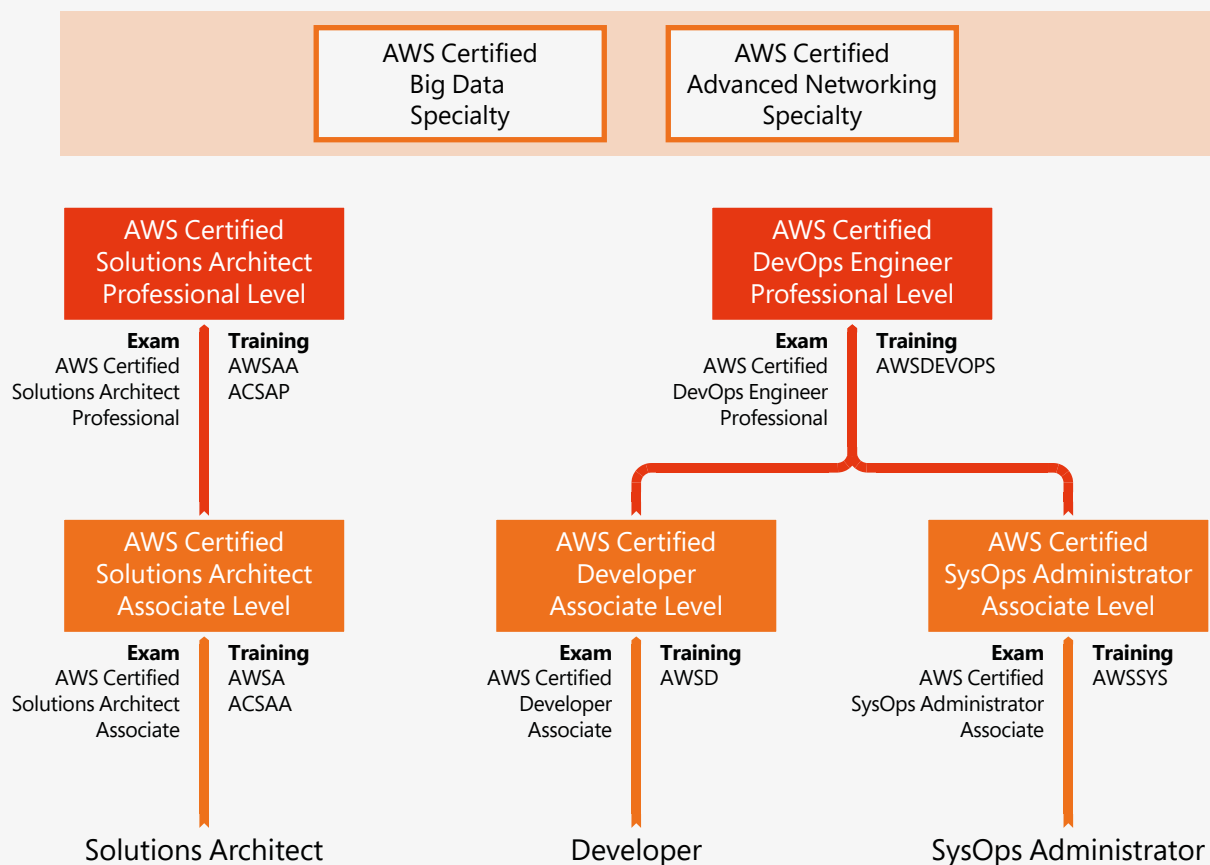 AWS Certified
Big Data
Specialty
AWS Certified
Advanced Networking
Specialty
AWS Certified
Solutions Architect
Professional Level
AWS Certified
DevOps Engineer
Professional Level
Exam
AWS Certified
Solutions Architect
Professional
Training
AWSAA
ACSAP
Exam
AWS Certified
DevOps Engineer
Professional
Training
AWSDEVOPS
AWS Certified
Solutions Architect
Associate Level
AWS Certified
Developer
Associate Level
AWS Certified
SysOps Administrator
Associate Level
Exam
AWS Certified
Solutions Architect
Associate
Training
AWSA
ACSAA
Exam
AWS Certified
Developer
Associate
Training
AWSD
Exam
AWS Certified
SysOps Administrator
Associate
Training
AWSSYS
Solutions Architect
Developer
SysOps Administrator